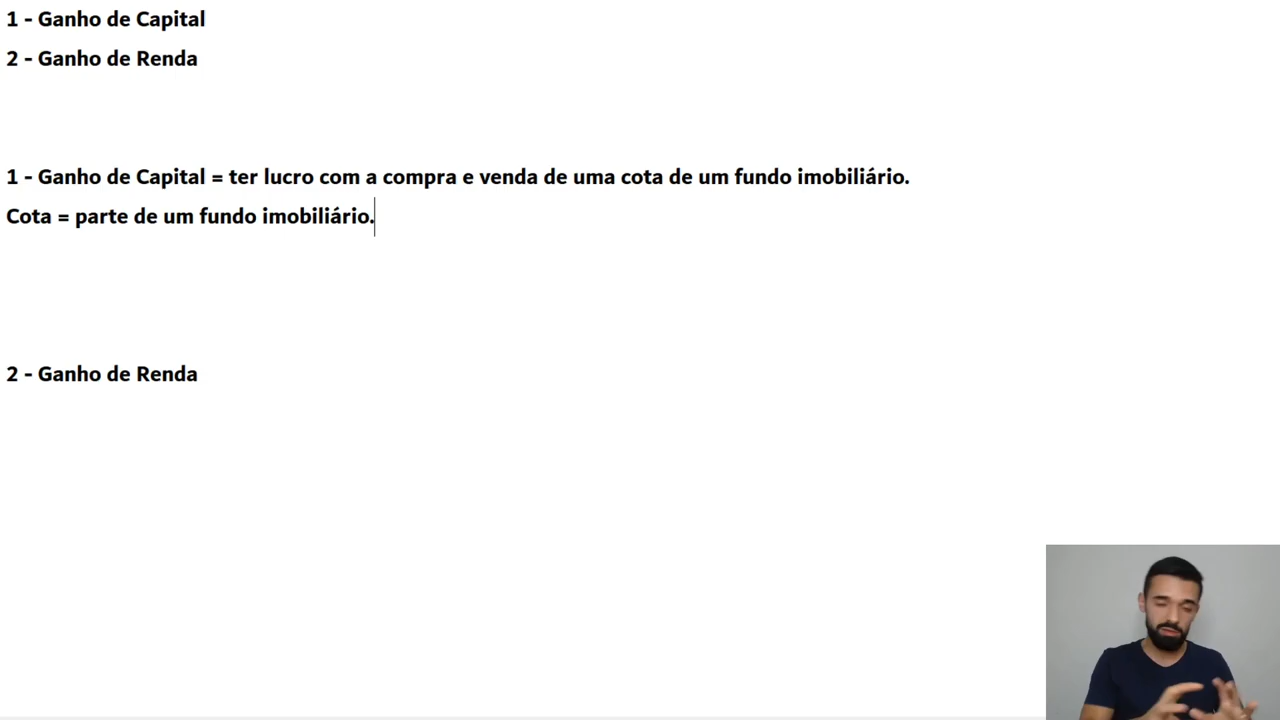 1 - Ganho de Capital
2 - Ganho de Renda
1 - Ganho de Capital = ter lucro com a compra e venda de uma cota de um fundo imobiliário.
Cota = parte de um fundo imobiliário.
2 - Ganho de Renda